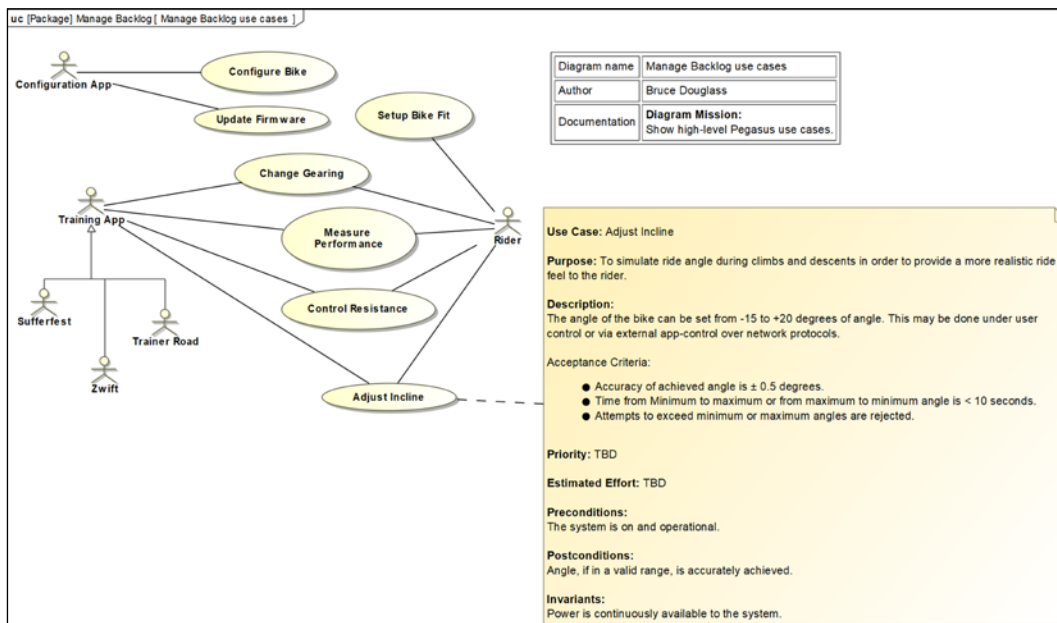 uc [Package] Manage Backlog [ Manage Backlog use cases ]
Configuration App
Configure Bike
Update Firmware
Setup Bike Fit
Diagram name
Manage Backlog use cases
Author
Bruce Douglass
Documentation
Diagram Mission:
Show high-level Pegasus use cases.
Change Gearing
Training App
Measure
Performance
Rider
Control Resistance
Sufferfest
Trainer Road
Zwift
Adjust Incline
Use Case: Adjust Incline
Purpose: To simulate ride angle during climbs and descents in order to provide a more realistic ride
feel to the rider.
Description:
The angle of the bike can be set from -15 to +20 degrees of angle. This may be done under user
control or via external app-control over network protocols.
Acceptance Criteria:
● Accuracy of achieved angle is ± 0.5 degrees.
● Time from Minimum to maximum or from maximum to minimum angle is < 10 seconds.
● Attempts to exceed minimum or maximum angles are rejected.
Priority: TBD
Estimated Effort: TBD
Preconditions:
The system is on and operational.
Postconditions:
Angle, if in a valid range, is accurately achieved.
Invariants:
Power is continuously available to the system.